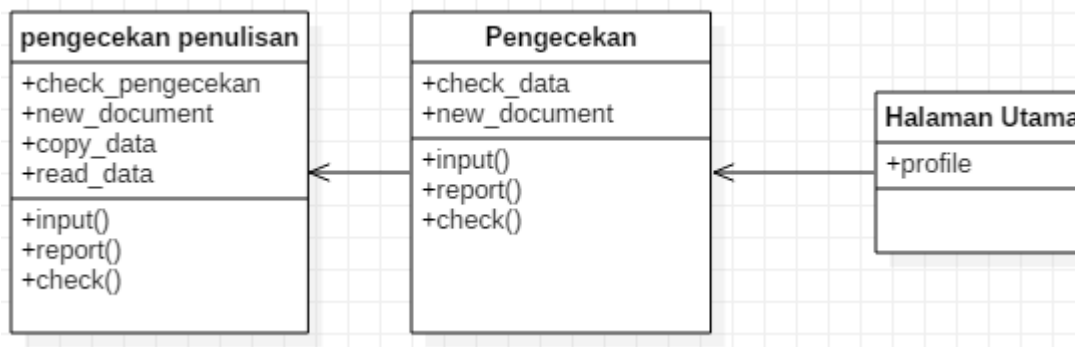 pengecekan penulisan
+check_pengecekan
+new_document
+copy_data
+read_data
+input()
+report()
+check()
Pengecekan
+check_data
+new_document
+input()
+report()
+check()
Halaman Utama
+profile